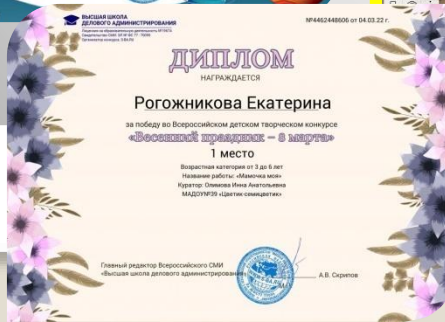 ВЫСШАЯ ШКОЛА
ДЕЛОВОГО АДМИНИСТРИРОВАНИЯ
№4462448606 от 04.03.22 г.
ДИПЛОМ
НАГРАЖДАЕТСЯ
Рогожникова Екатерина
за победу во Всероссийском детском творческом конкурсе
«Весенний праздник – 8 марта»
1 место
Возрастная категория от 3 до 6 лет
Название работы: «Мамочка моя»
Куратор: Оликова Инна Анатольевна
МАДОУ№39 «Цветик-семицветик»
Главный редактор Всероссийского СМИ
«Высшая школа делового администрирования»
А.В. Скрипов